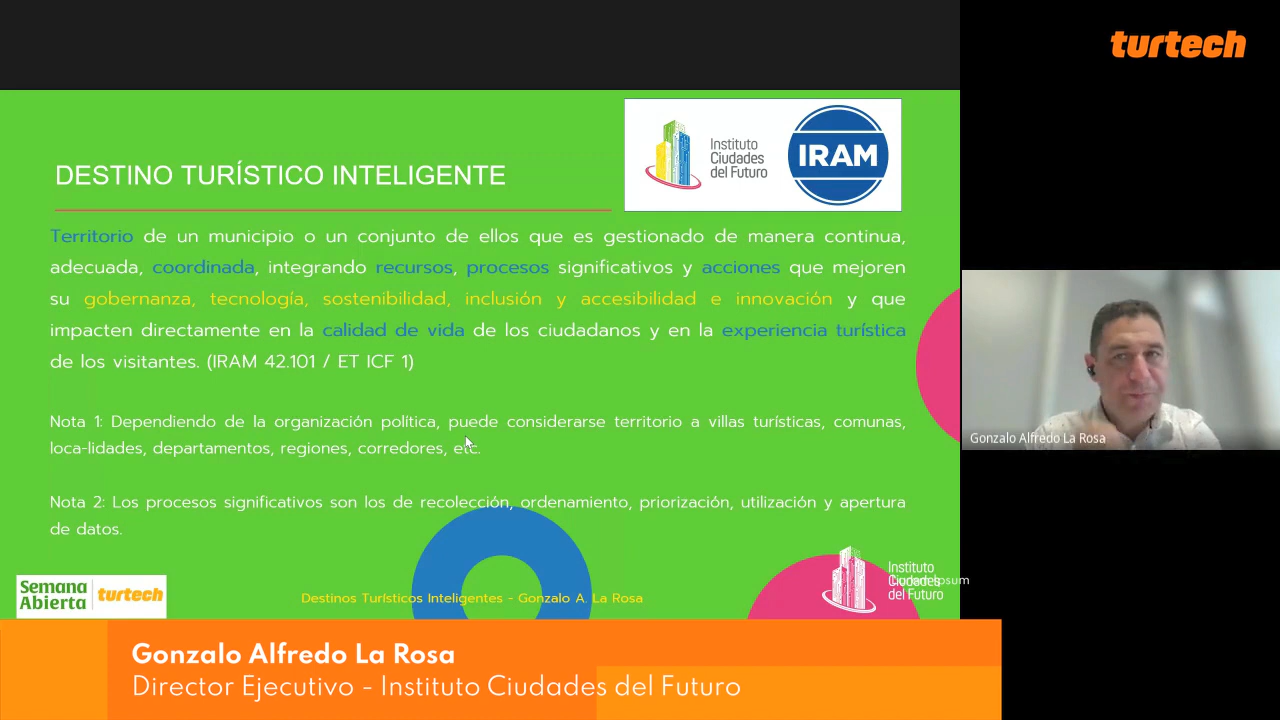 turtech
Instituto
Ciudades
del Futuro
IRAM
DESTINO TURÍSTICO INTELIGENTE
Territorio de un municipio o un conjunto de ellos que es gestionado de manera continua,
adecuada, coordinada, integrando recursos, procesos significativos y acciones que mejoren
su gobernanza, tecnología, sostenibilidad, inclusión y accesibilidad e innovación y que
impacten directamente en la calidad de vida de los ciudadanos y en la experiencia turística
de los visitantes. (IRAM 42.101 / ET ICF 1)
Nota 1: Dependiendo de la organización política, puede considerarse territorio a villas turísticas, comunas,
loca-lidades, departamentos, regiones, corredores, etc.
Nota 2: Los procesos significativos son los de recolección, ordenamiento, priorización, utilización y apertura
de datos.
Gonzalo Alfredo La Rosa
Semana
Abierta
turtech
Destinos Turísticos Inteligentes - Gonzalo A. La Rosa
Instituto
Ciudades
del Futuro
Gonzalo Alfredo La Rosa
Director Ejecutivo - Instituto Ciudades del Futuro